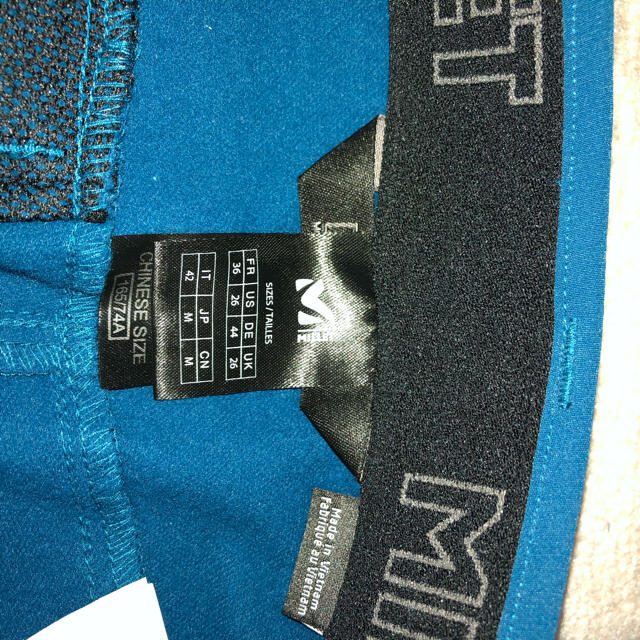 SIZES / TAILLES
FR US DE UK
36 26 44 26
IT JP CN
42 M M
CHINESE SIZE
165/74A
Made in Vietnam
Fabriqué au Vietnam